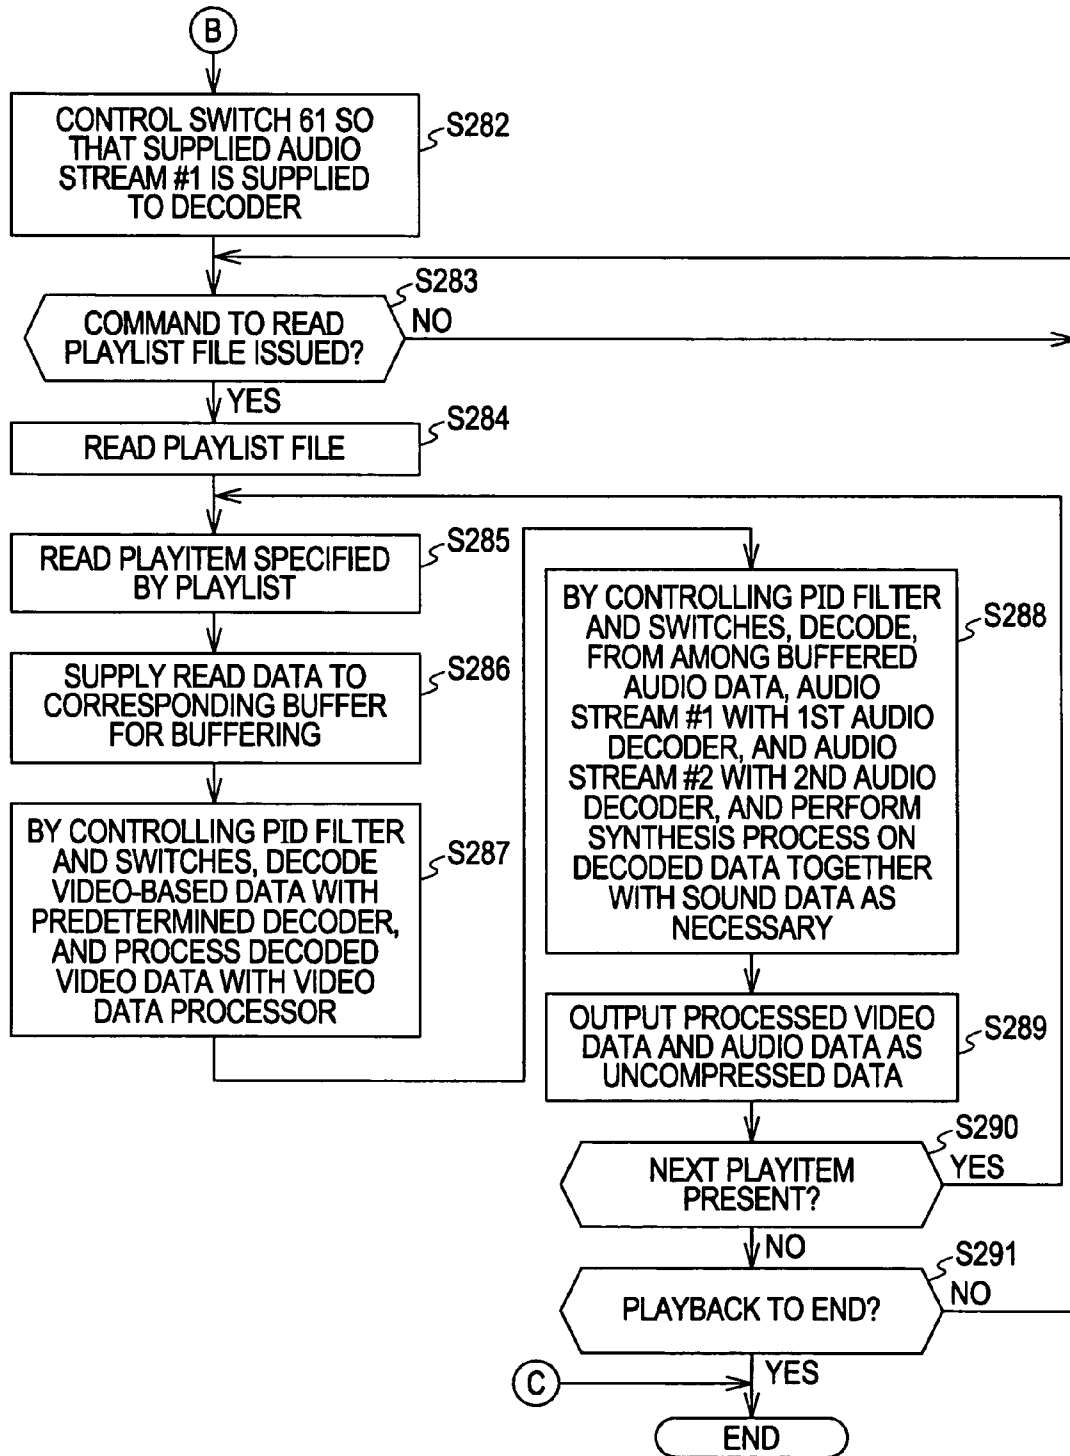 B
CONTROL SWITCH 61 SO
THAT SUPPLIED AUDIO
STREAM #1 IS SUPPLIED
TO DECODER
S282
S283
COMMAND TO READ
PLAYLIST FILE ISSUED?
NO
YES
S284
READ PLAYLIST FILE
S285
READ PLAYITEM SPECIFIED
BY PLAYLIST
S286
SUPPLY READ DATA TO
CORRESPONDING BUFFER
FOR BUFFERING
S287
BY CONTROLLING PID FILTER
AND SWITCHES, DECODE
VIDEO-BASED DATA WITH
PREDETERMINED DECODER,
AND PROCESS DECODED
VIDEO DATA WITH VIDEO
DATA PROCESSOR
S288
BY CONTROLLING PID FILTER
AND SWITCHES, DECODE,
FROM AMONG BUFFERED
AUDIO DATA, AUDIO
STREAM #1 WITH 1ST AUDIO
DECODER, AND AUDIO
STREAM #2 WITH 2ND AUDIO
DECODER, AND PERFORM
SYNTHESIS PROCESS ON
DECODED DATA TOGETHER
WITH SOUND DATA AS
NECESSARY
OUTPUT PROCESSED VIDEO
DATA AND AUDIO DATA AS
UNCOMPRESSED DATA
S289
S290
NEXT PLAYITEM
PRESENT?
YES
NO
S291
PLAYBACK TO END?
NO
YES
C
END